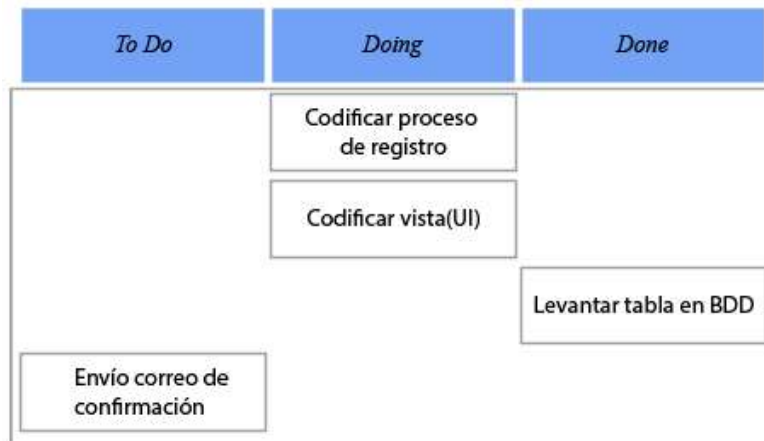 To Do
Doing
Done
Codificar proceso
de registro
Codificar vista(UI)
Levantar tabla en BDD
Envío correo de
confirmación